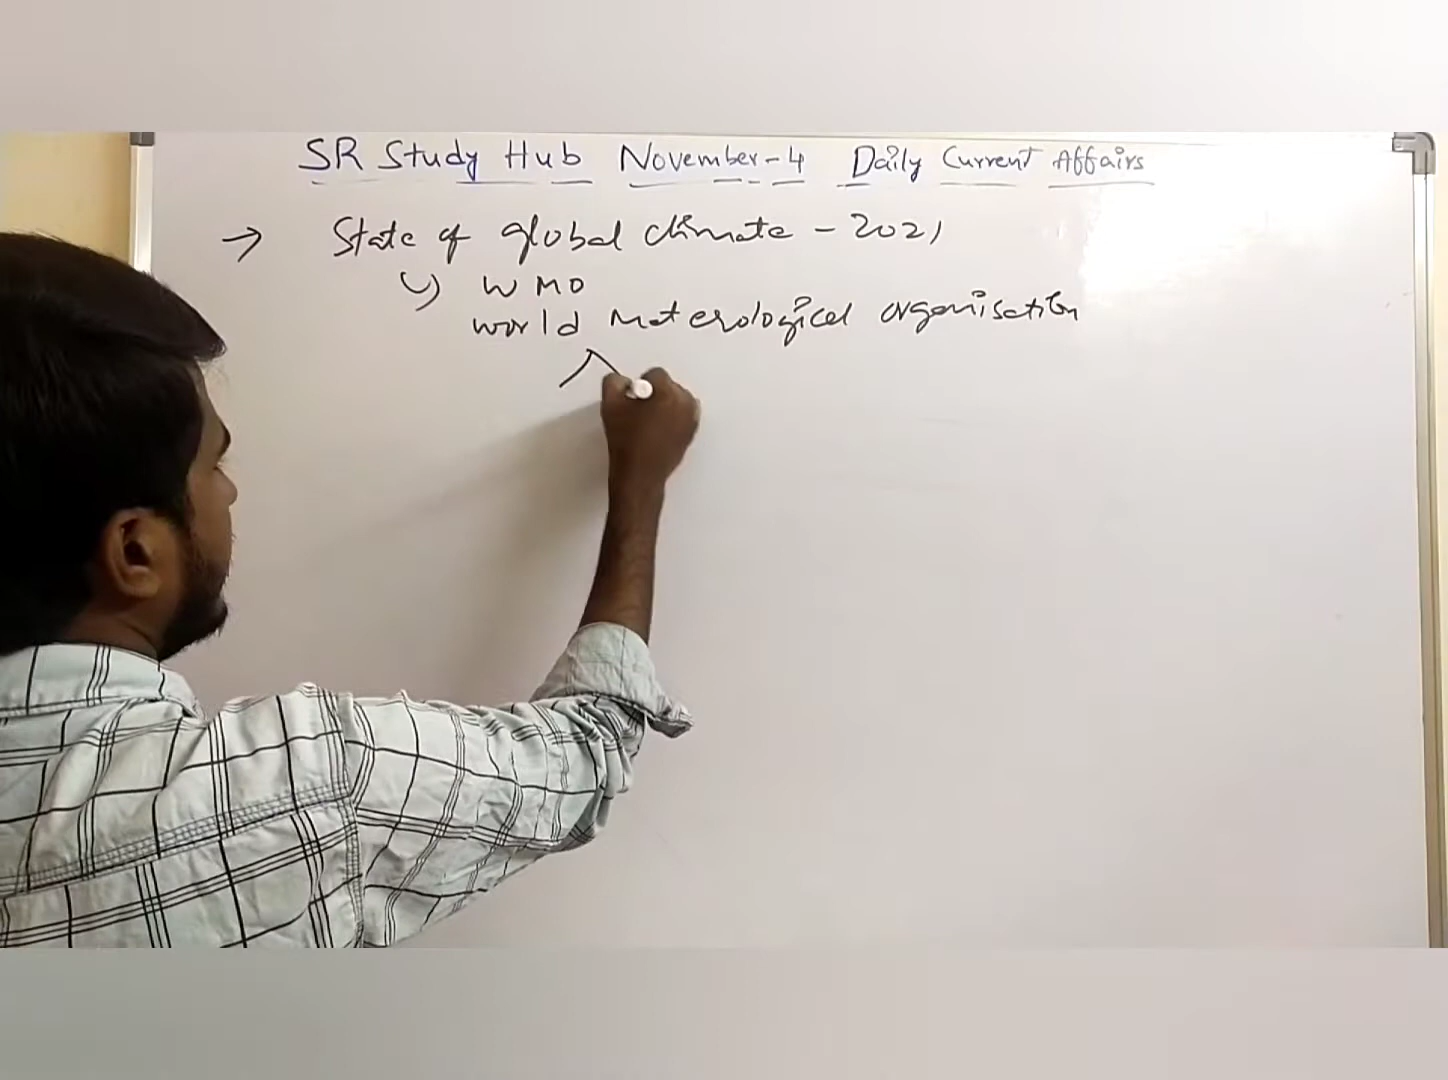 SR Study Hub November-4 Daily Current Affairs
→ State of global climate - 2021
↳ WMO
world Meterological organisation